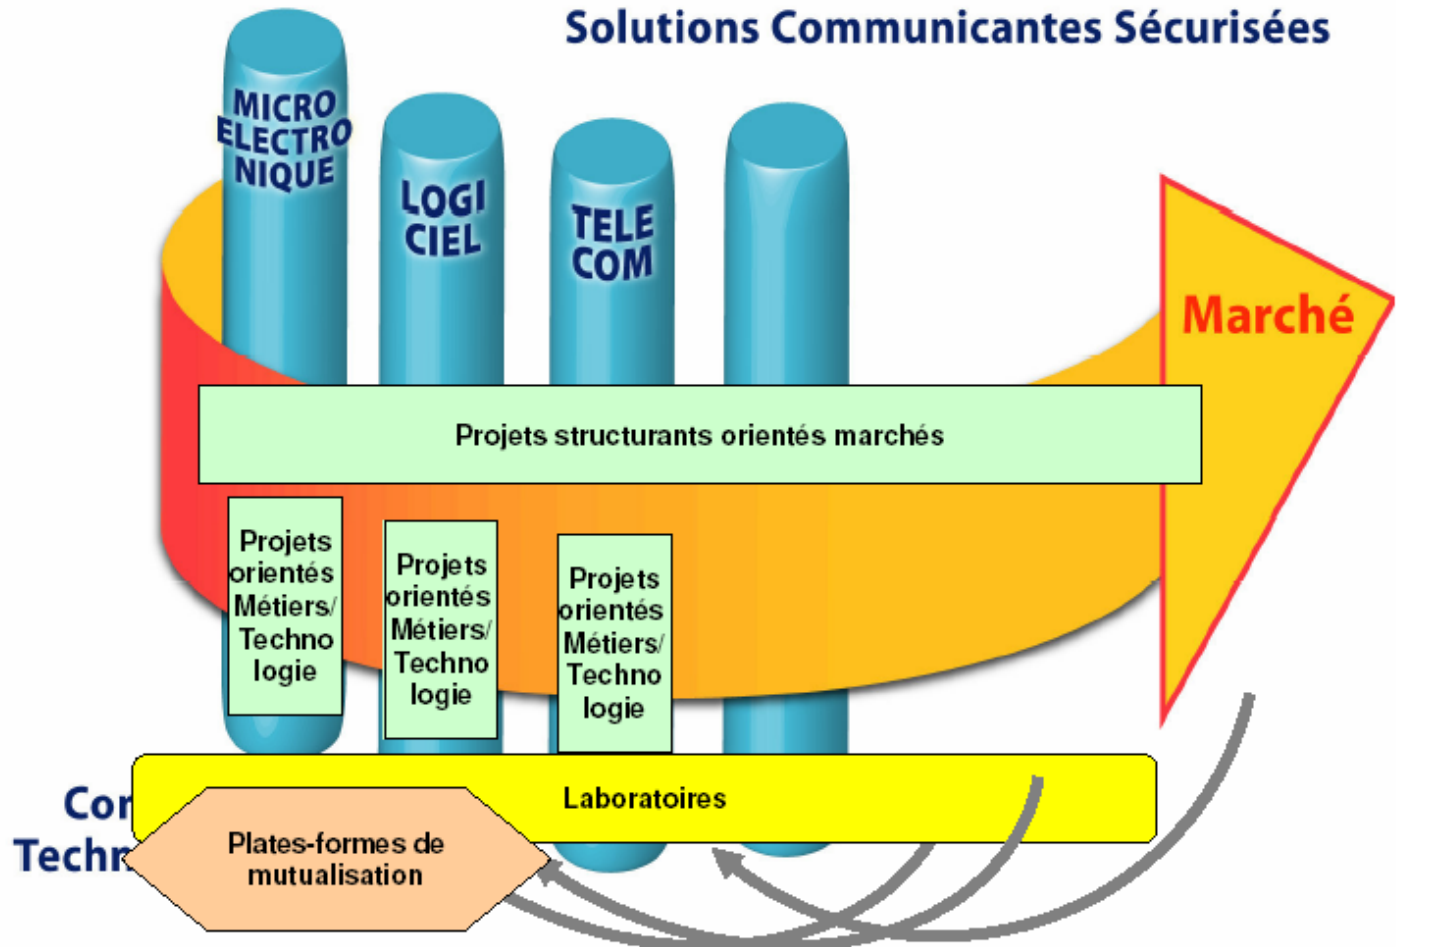 Solutions Communicantes Sécurisées
MICRO
ELECTRO
NIQUE
LOGI
CIEL
TELE
COM
Marché
Projets structurants orientés marchés
Projets
orientés
Métiers/
Techno
logie
Projets
orientés
Métiers/
Techno
logie
Projets
orientés
Métiers/
Techno
logie
Laboratoires
Plates-formes de
mutualisation